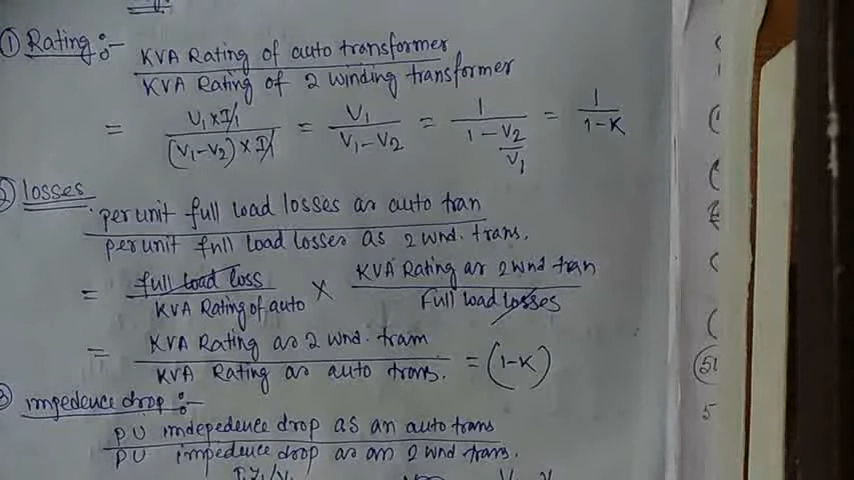 ① Rating :-
KVA Rating of auto transformer
KVA Rating of 2 winding transformer
= V₁ × I₁ / (V₁-V₂) × I₁ = V₁ / V₁-V₂ = 1 / 1 - V₂/V₁ = 1 / 1-K
② losses
per unit full load losses as auto tran
per unit full load losses as 2 wnd. trans.
= full load loss / KVA Rating of auto × KVA Rating as 2 wnd tran / Full load losses
= KVA Rating as 2 wnd. tram / KVA Rating as auto trans. = (1-K)
③ impedence drop :-
PU imdepedence drop as an auto trans
PU impedence drop as an 2 wnd trans.